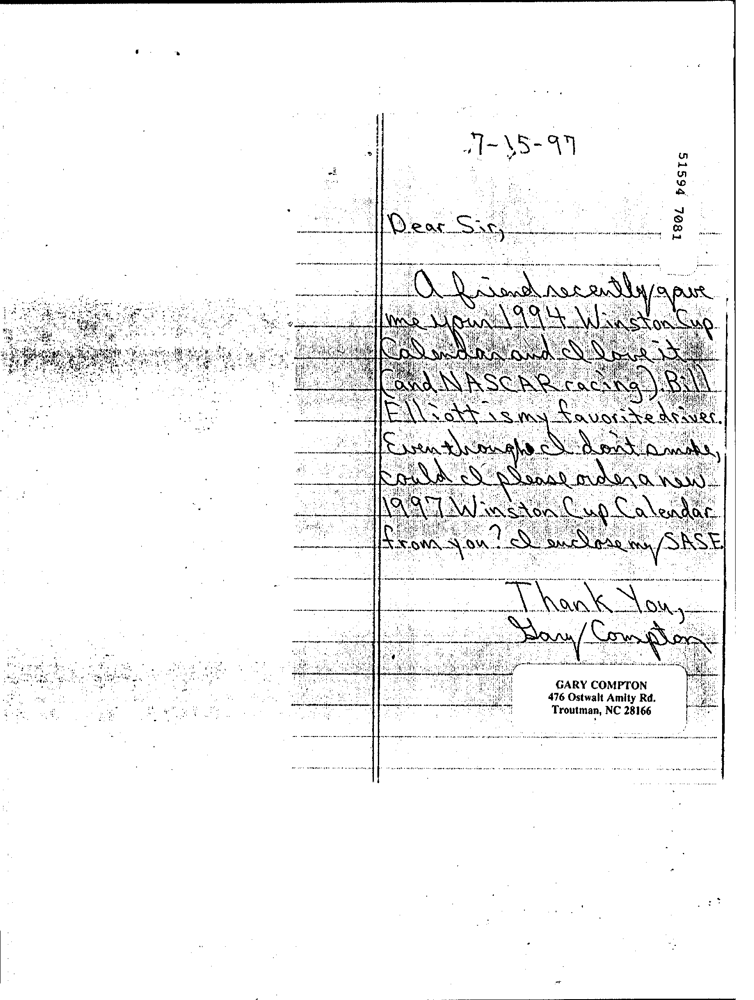 7-15-97
51594 7081
Dear Sir,
A friend recently gave
me your 1994 Winston Cup
Calendar and I love it
(and NASCAR racing). Bill
Elliott is my favorite driver.
Even though I don't smoke,
could I please order a new
1997 Winston Cup Calendar
from you? I enclose my SASE.
Thank You,
Gary Compton
GARY COMPTON
476 Ostwalt Amity Rd.
Troutman, NC 28166